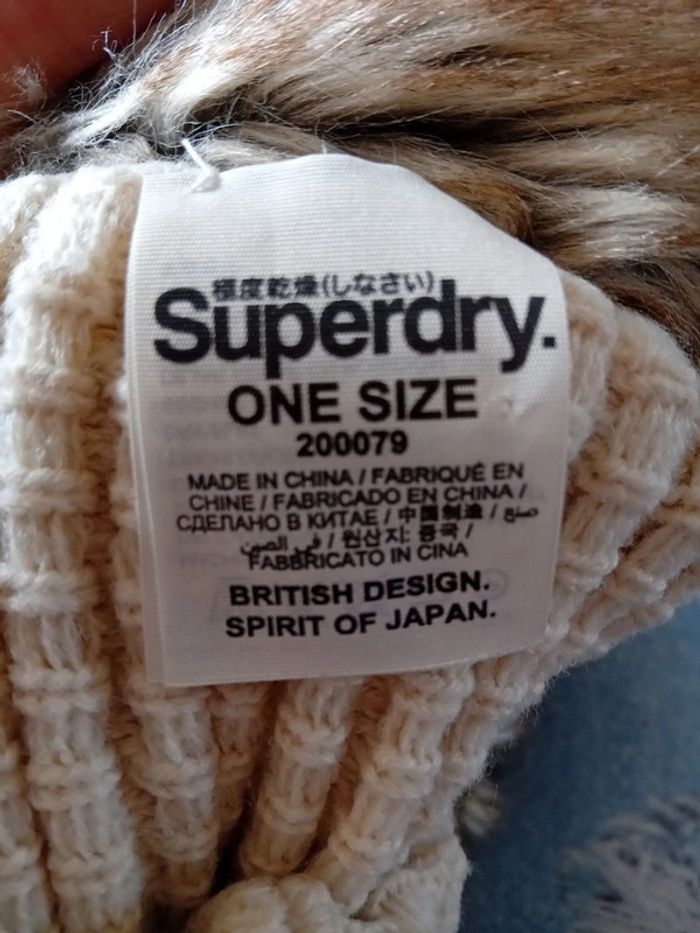 極度乾燥(しなさい)
Superdry.
ONE SIZE
200079
MADE IN CHINA / FABRIQUÉ EN
CHINE / FABRICADO EN CHINA /
СДЕЛАНО В КИТАЕ / 中国制造 / صنع
في الصين / 원산지: 중국 /
FABBRICATO IN CINA
BRITISH DESIGN.
SPIRIT OF JAPAN.